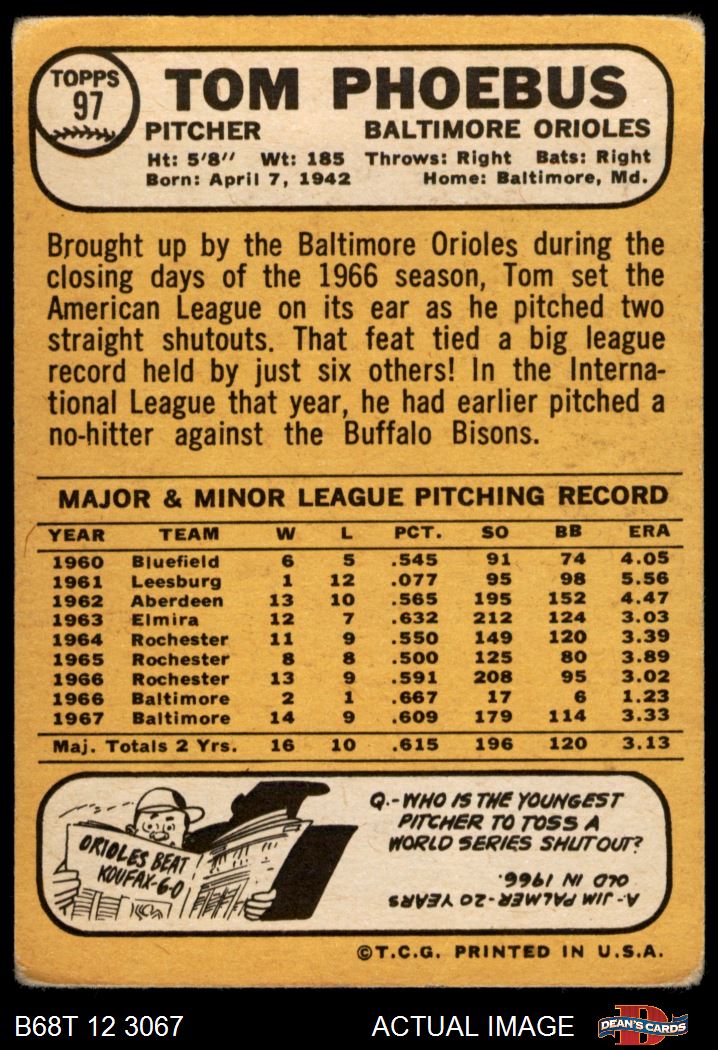 TOPPS
97
TOM PHOEBUS
PITCHER BALTIMORE ORIOLES
Ht: 5'8" Wt: 185 Throws: Right Bats: Right
Born: April 7, 1942 Home: Baltimore, Md.
Brought up by the Baltimore Orioles during the
closing days of the 1966 season, Tom set the
American League on its ear as he pitched two
straight shutouts. That feat tied a big league
record held by just six others! In the Interna-
tional League that year, he had earlier pitched a
no-hitter against the Buffalo Bisons.
MAJOR & MINOR LEAGUE PITCHING RECORD
YEAR TEAM W L PCT. SO BB ERA
1960 Bluefield 6 5 .545 91 74 4.05
1961 Leesburg 1 12 .077 95 98 5.56
1962 Aberdeen 13 10 .565 195 152 4.47
1963 Elmira 12 7 .632 212 124 3.03
1964 Rochester 11 9 .550 149 120 3.39
1965 Rochester 8 8 .500 125 80 3.89
1966 Rochester 13 9 .591 208 95 3.02
1966 Baltimore 2 1 .667 17 6 1.23
1967 Baltimore 14 9 .609 179 114 3.33
Maj. Totals 2 Yrs. 16 10 .615 196 120 3.13
ORIOLES BEAT
KOUFAX-6-0
Q.-WHO IS THE YOUNGEST
PITCHER TO TOSS A
WORLD SERIES SHUTOUT?
A.-JIM PALMER-20 YEARS
OLD IN 1966.
©T.C.G. PRINTED IN U.S.A.
B68T 12 3067 ACTUAL IMAGE
D
DEAN'S CARDS